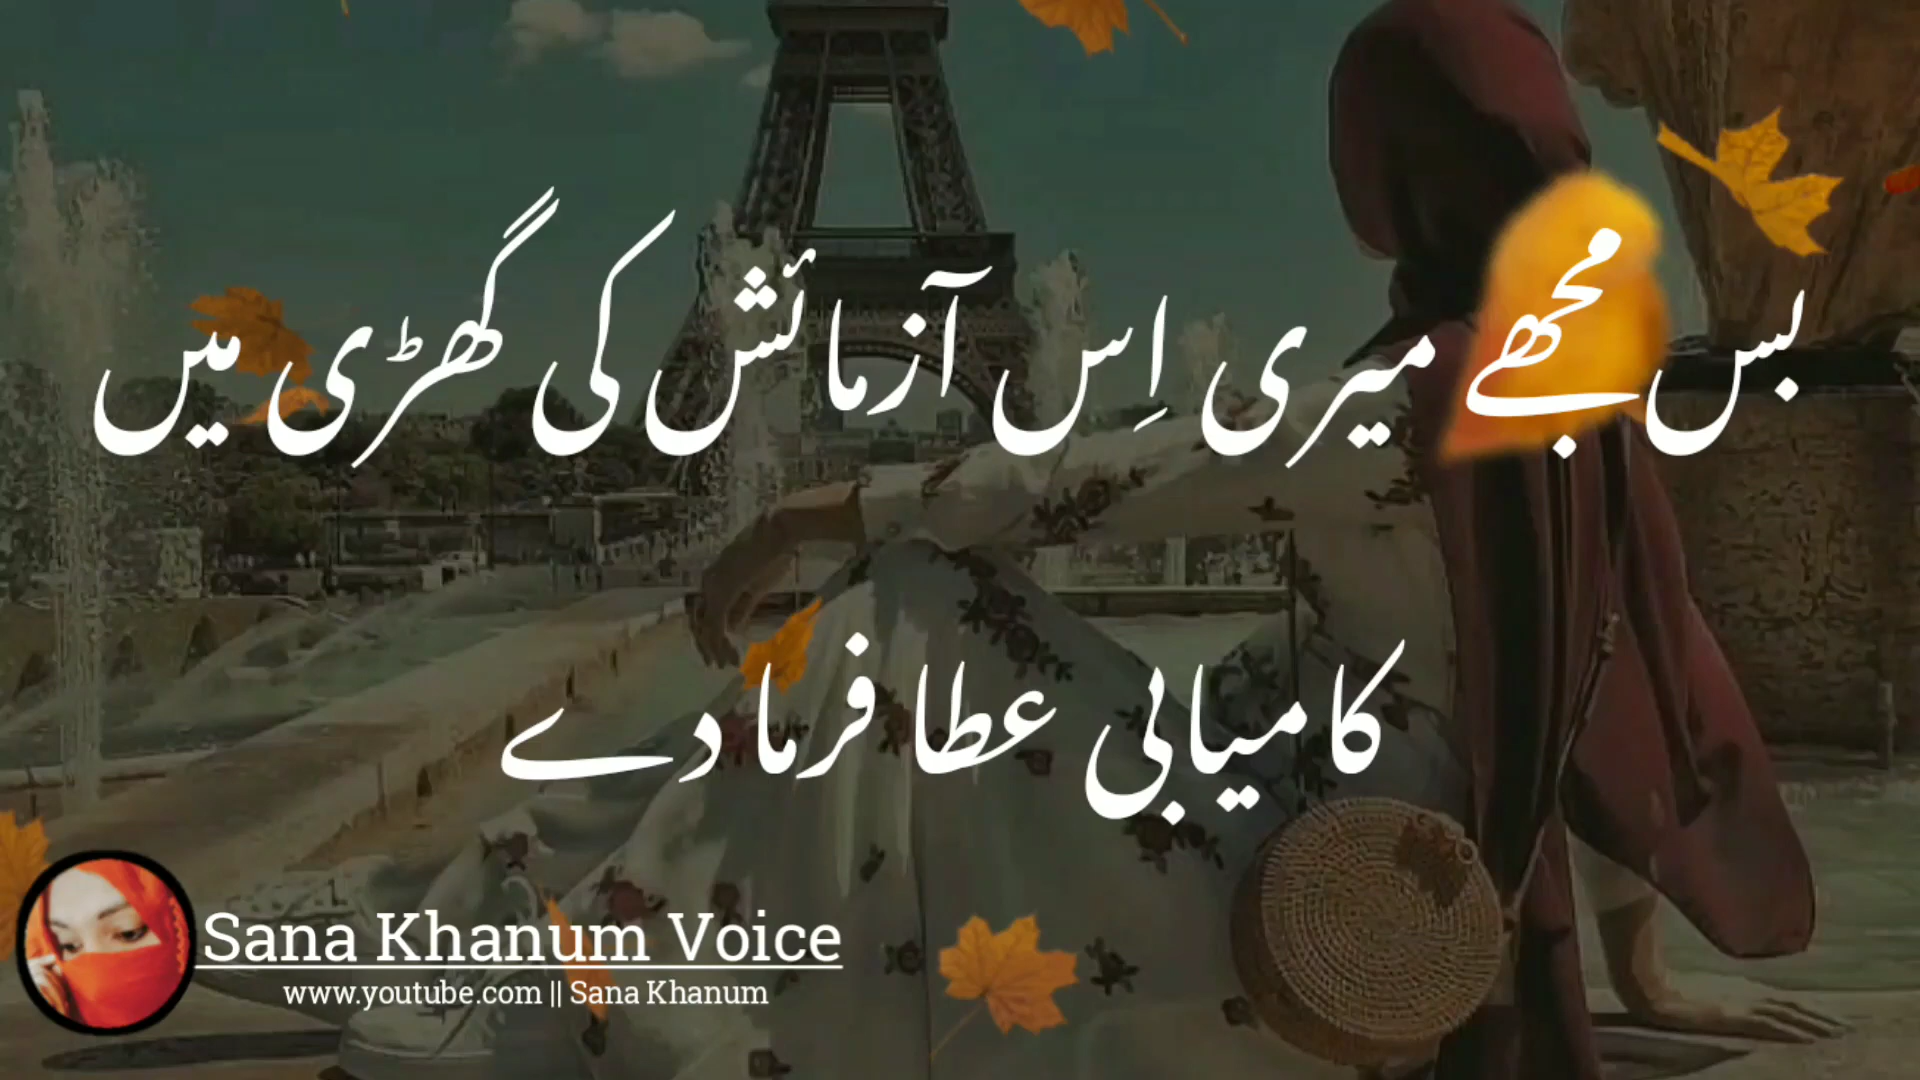 بس مجھے میری اِس آزمائش کی گھڑی میں
کامیابی عطا فرما دے
Sana Khanum Voice
www.youtube.com || Sana Khanum